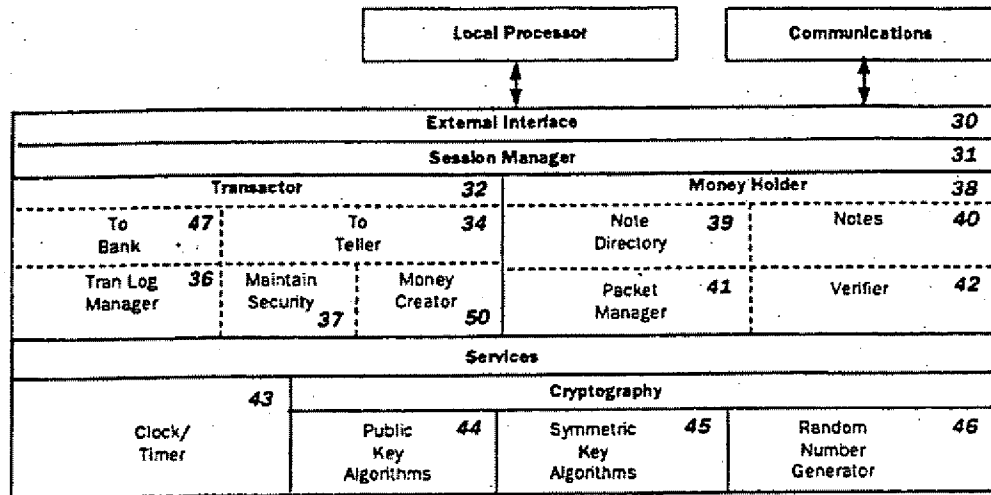 Local Processor
Communications
External Interface 30
Session Manager 31
Transactor 32
Money Holder 38
To Bank 47
To Teller 34
Note Directory 39
Notes 40
Tran Log Manager 36
Maintain Security 37
Money Creator 50
Packet Manager 41
Verifier 42
Services
43
Clock/
Timer
Cryptography
Public Key Algorithms 44
Symmetric Key Algorithms 45
Random Number Generator 46